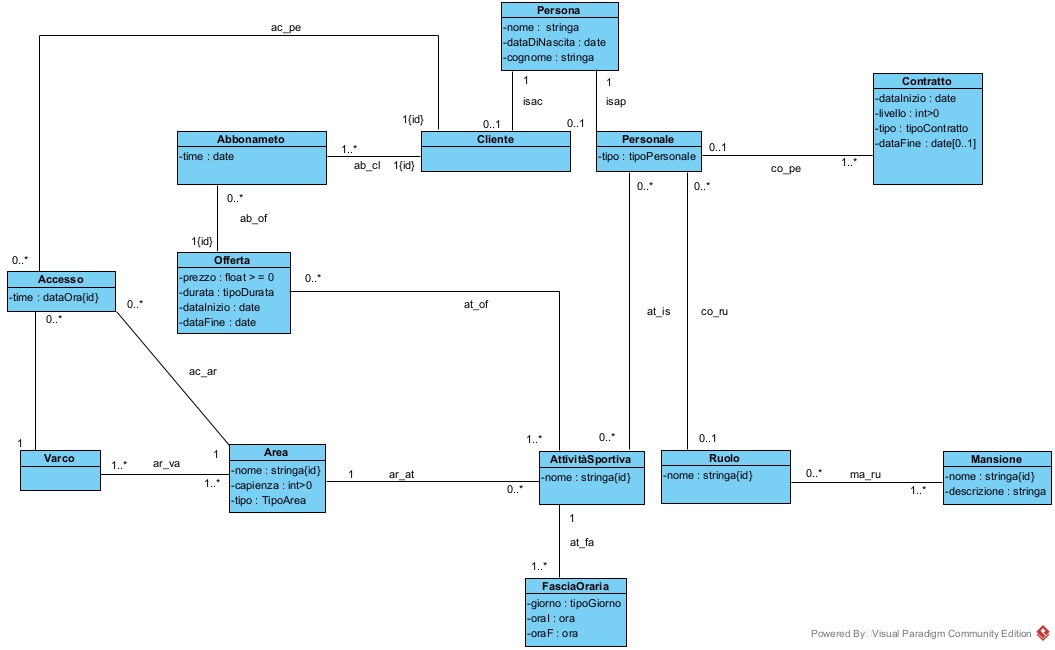 Persona
-nome : stringa
-dataDiNascita : date
-cognome : stringa
ac_pe
1
isac
0..1
1
isap
0..1
Contratto
-dataInizio : date
-livello : int>0
-tipo : tipoContratto
-dataFine : date[0..1]
1{id}
Abbonameto
-time : date
1..*
ab_cl
1{id}
Cliente
Personale
-tipo : tipoPersonale
0..1
co_pe
1..*
0..*
0..*
0..*
ab_of
1{id}
0..*
Offerta
-prezzo : float > = 0
-durata : tipoDurata
-dataInizio : date
-dataFine : date
0..*
at_of
Accesso
-time : dataOra{id}
0..*
0..*
at_is
co_ru
ac_ar
1
1
1..*
0..*
0..1
Varco
1..*
ar_va
1..*
Area
-nome : stringa{id}
-capienza : int>0
-tipo : TipoArea
1
ar_at
0..*
AttivitàSportiva
-nome : stringa{id}
Ruolo
-nome : stringa{id}
0..*
ma_ru
1..*
Mansione
-nome : stringa{id}
-descrizione : stringa
1
at_fa
1..*
FasciaOraria
-giorno : tipoGiorno
-oraI : ora
-oraF : ora
Powered By Visual Paradigm Community Edition